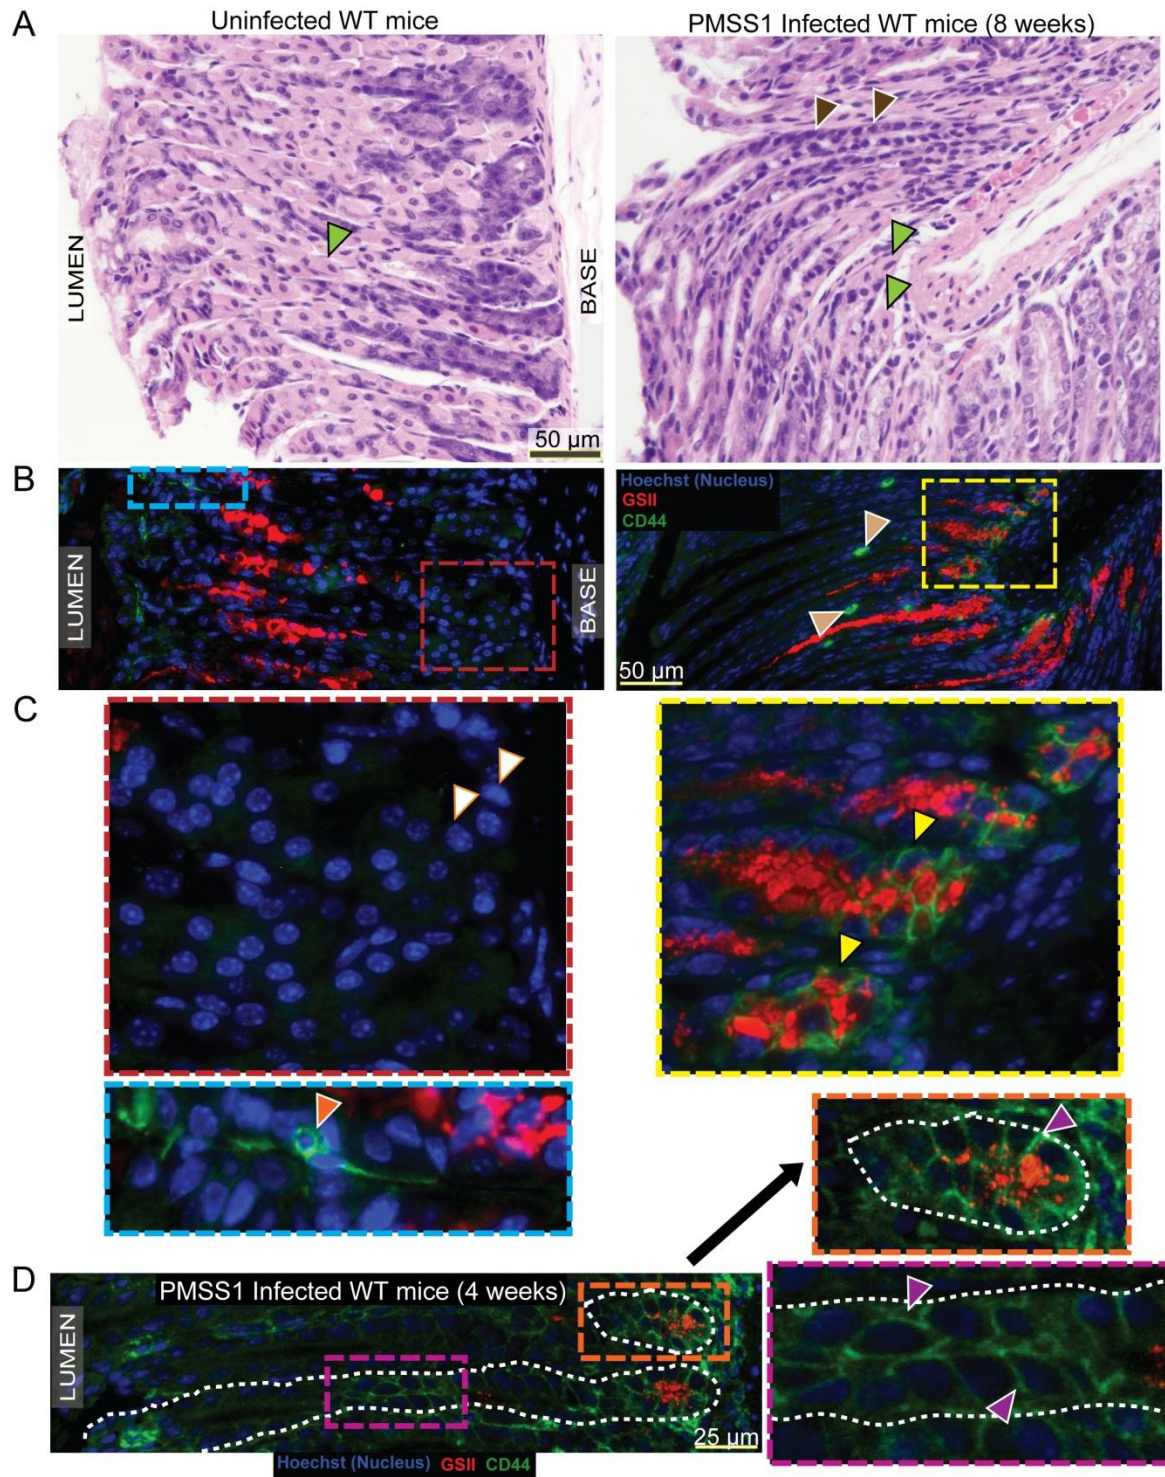 A
Uninfected WT mice
PMSS1 Infected WT mice (8 weeks)
LUMEN
BASE
50 µm
B
LUMEN
BASE
Hoechst (Nucleus)
GSII
CD44
50 µm
C
D
PMSS1 Infected WT mice (4 weeks)
LUMEN
25 µm
Hoechst (Nucleus) GSII CD44